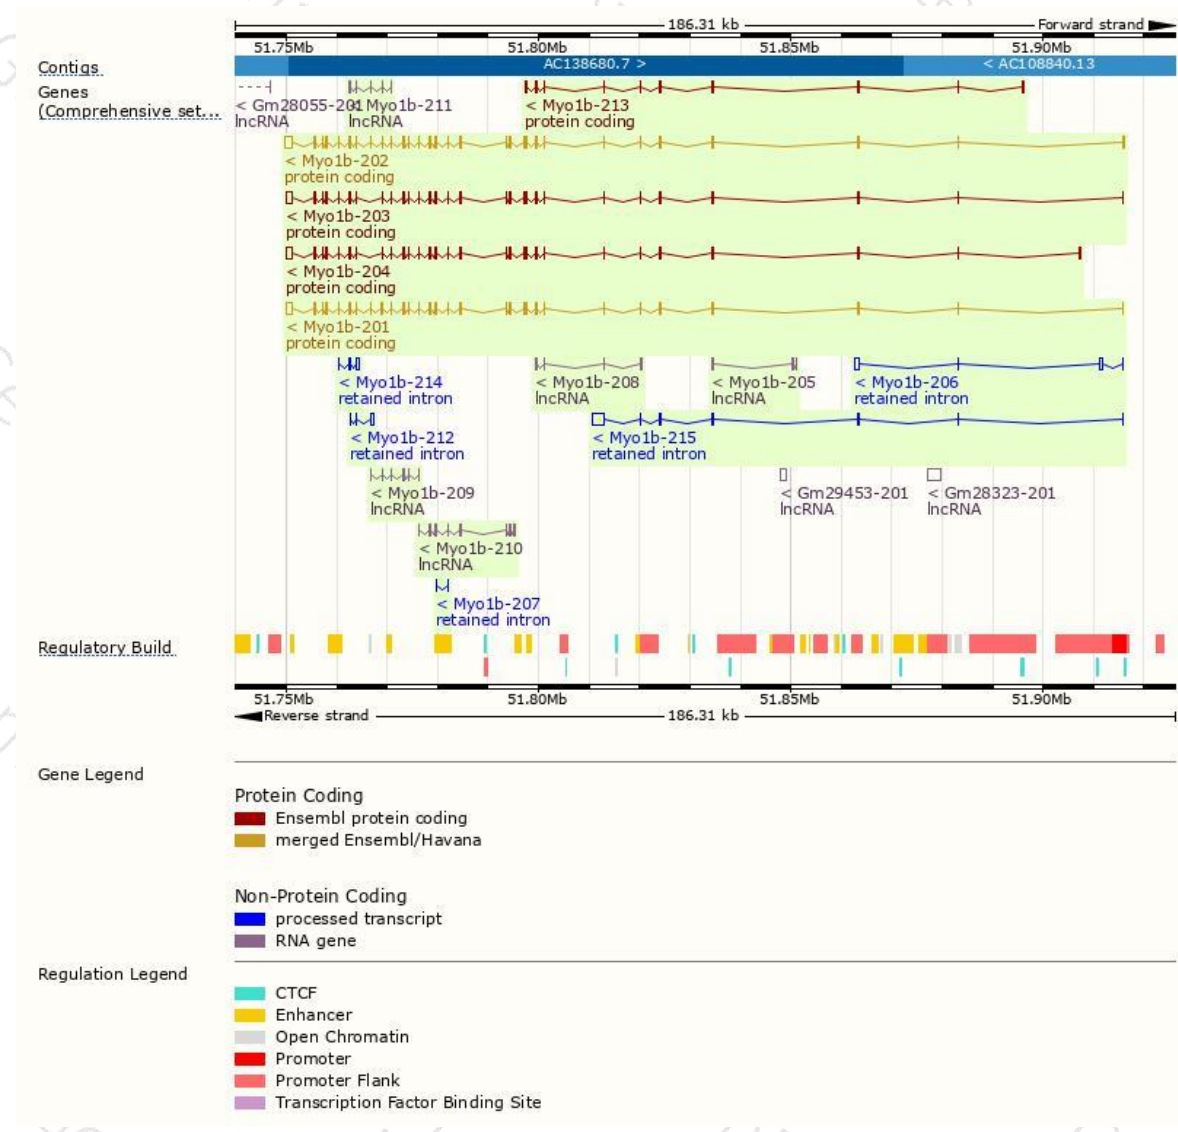 186.31 kb Forward strand
51.75Mb 51.80Mb 51.85Mb 51.90Mb
Contigs AC138680.7 > < AC108840.13
Genes
(Comprehensive set...
< Gm28055-201 < Myo1b-211 < Myo1b-213
lncRNA lncRNA protein coding
< Myo1b-202
protein coding
< Myo1b-203
protein coding
< Myo1b-204
protein coding
< Myo1b-201
protein coding
< Myo1b-214 < Myo1b-208 < Myo1b-205 < Myo1b-206
retained intron lncRNA lncRNA retained intron
< Myo1b-212 < Myo1b-215
retained intron retained intron
< Myo1b-209 < Gm29453-201 < Gm28323-201
lncRNA lncRNA lncRNA
< Myo1b-210
lncRNA
< Myo1b-207
retained intron
Regulatory Build
51.75Mb 51.80Mb 51.85Mb 51.90Mb
Reverse strand 186.31 kb
Gene Legend
Protein Coding
Ensembl protein coding
merged Ensembl/Havana
Non-Protein Coding
processed transcript
RNA gene
Regulation Legend
CTCF
Enhancer
Open Chromatin
Promoter
Promoter Flank
Transcription Factor Binding Site